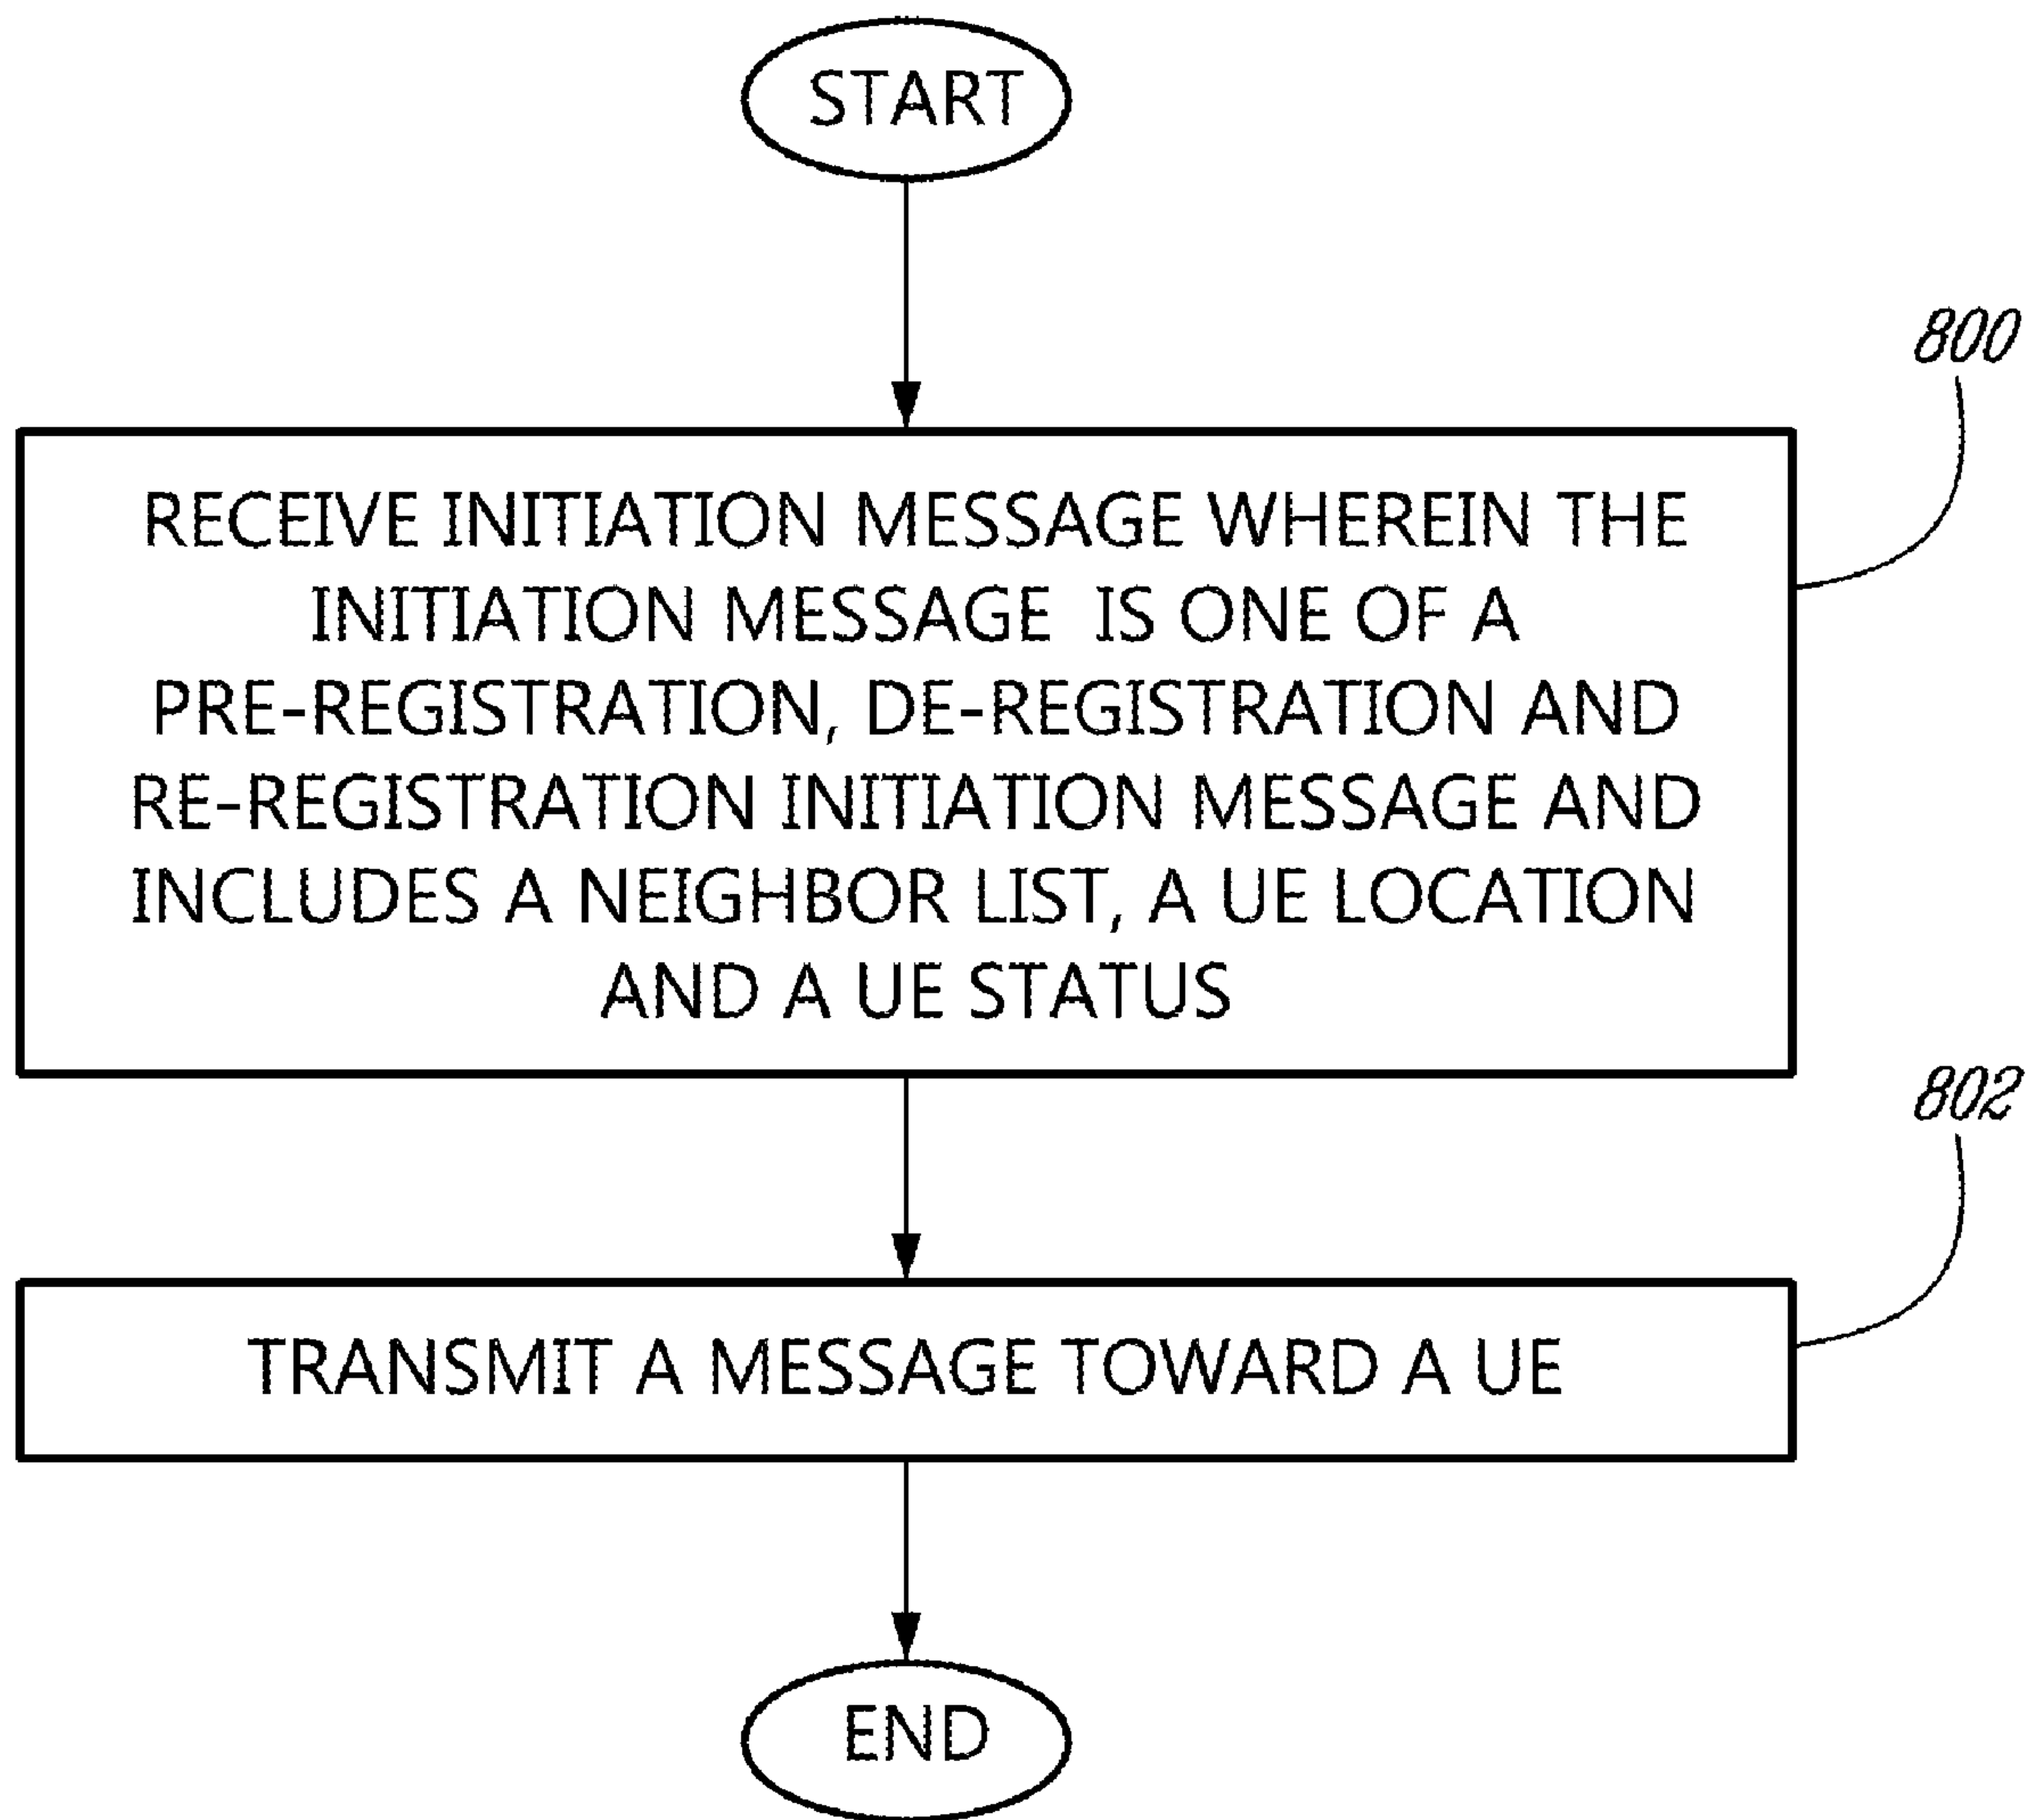 START
800
RECEIVE INITIATION MESSAGE WHEREIN THE
INITIATION MESSAGE IS ONE OF A
PRE-REGISTRATION, DE-REGISTRATION AND
RE-REGISTRATION INITIATION MESSAGE AND
INCLUDES A NEIGHBOR LIST, A UE LOCATION
AND A UE STATUS
802
TRANSMIT A MESSAGE TOWARD A UE
END